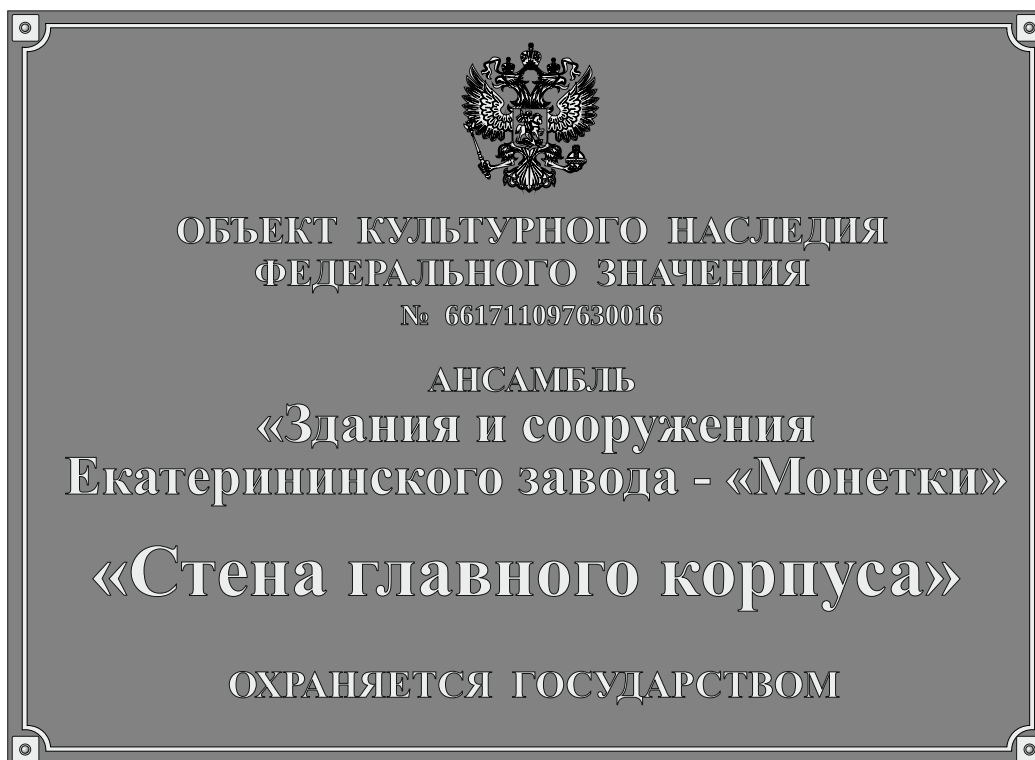 ОБЪЕКТ КУЛЬТУРНОГО НАСЛЕДИЯ
ФЕДЕРАЛЬНОГО ЗНАЧЕНИЯ
№ 661711097630016
АНСАМБЛЬ
«Здания и сооружения
Екатерининского завода - «Монетки»
«Стена главного корпуса»
ОХРАНЯЕТСЯ ГОСУДАРСТВОМ